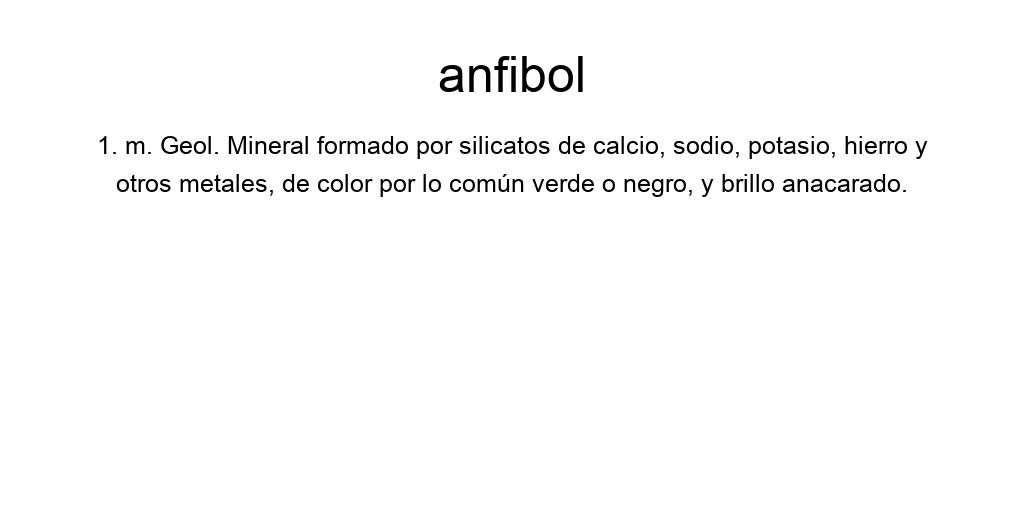 anfibol
1. m. Geol. Mineral formado por silicatos de calcio, sodio, potasio, hierro y
otros metales, de color por lo común verde o negro, y brillo anacarado.